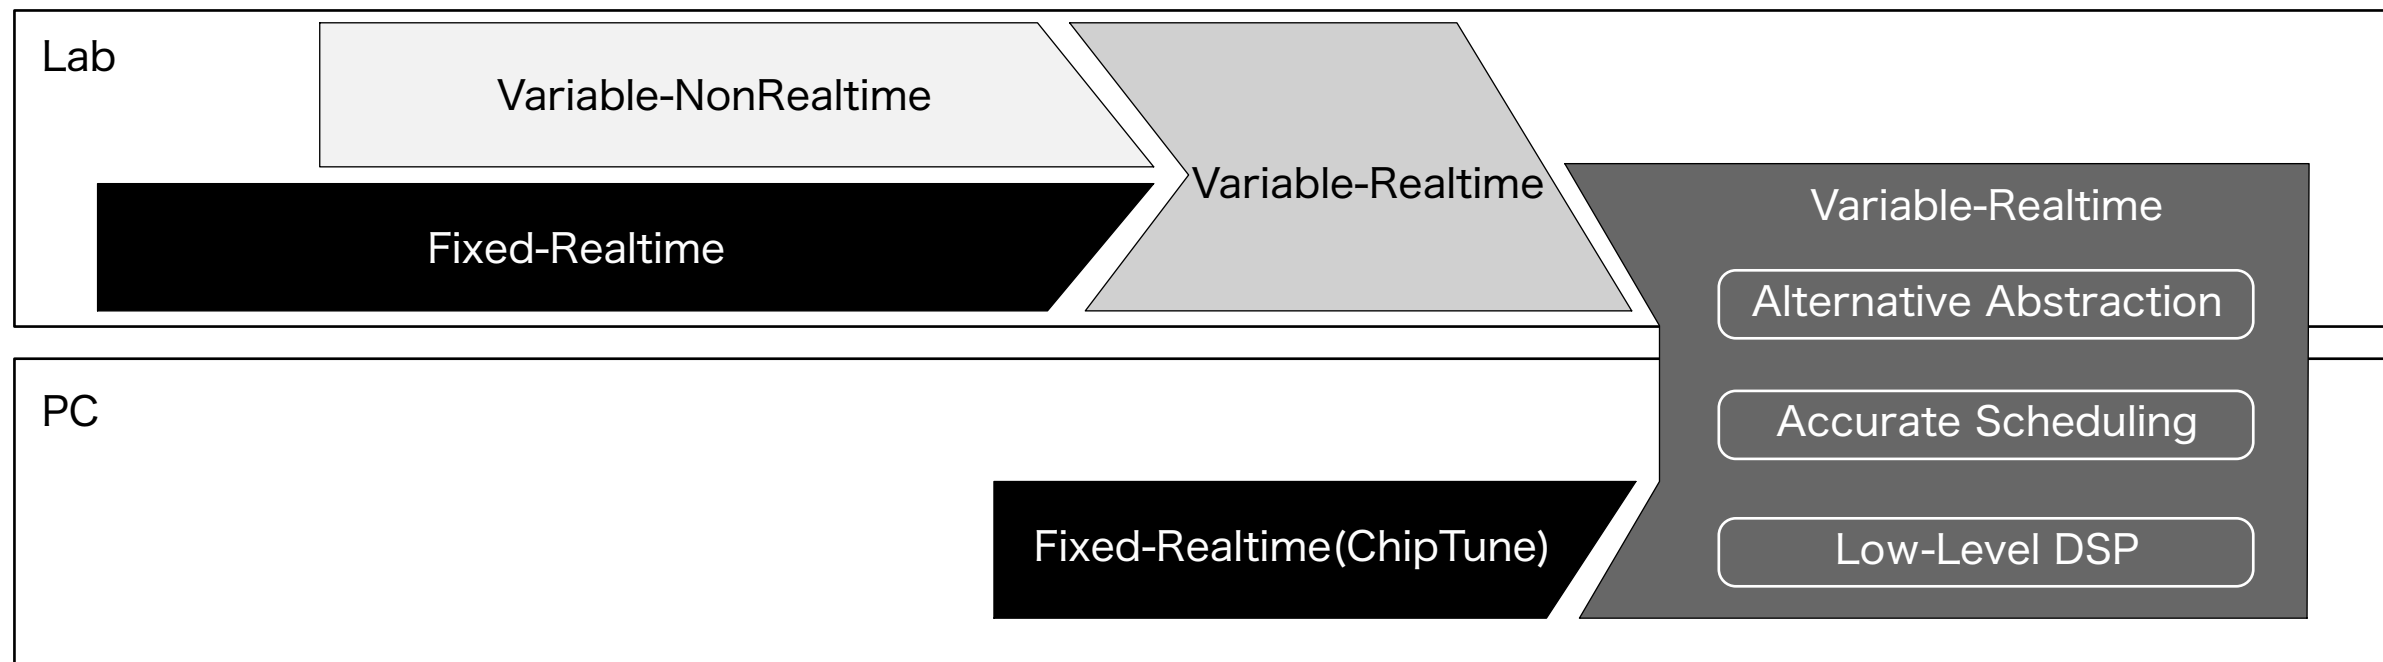 Lab
Variable-NonRealtime
Fixed-Realtime
Variable-Realtime
Variable-Realtime
Alternative Abstraction
Accurate Scheduling
Low-Level DSP
PC
Fixed-Realtime(ChipTune)